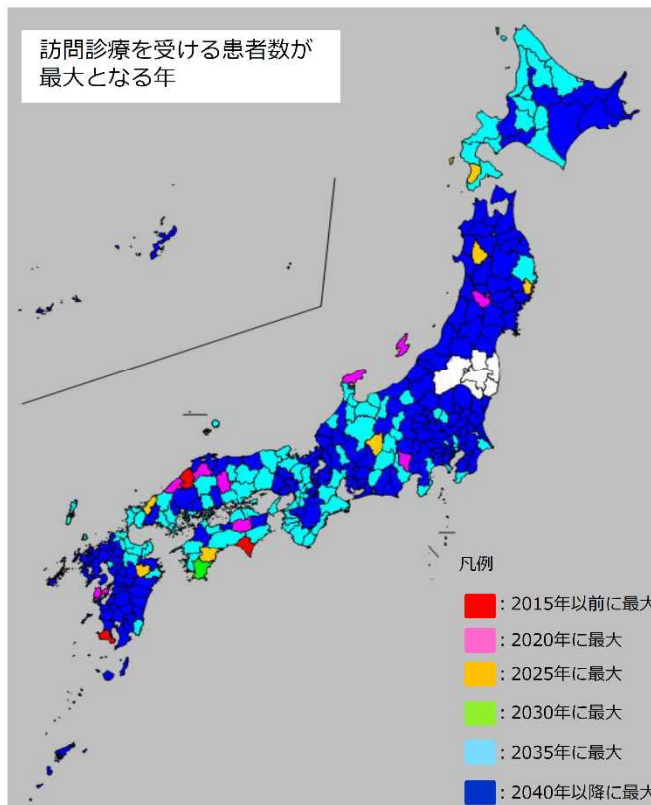 訪問診療を受ける患者数が
最大となる年
凡例
：2015年以前に最大
：2020年に最大
：2025年に最大
：2030年に最大
：2035年に最大
：2040年以降に最大